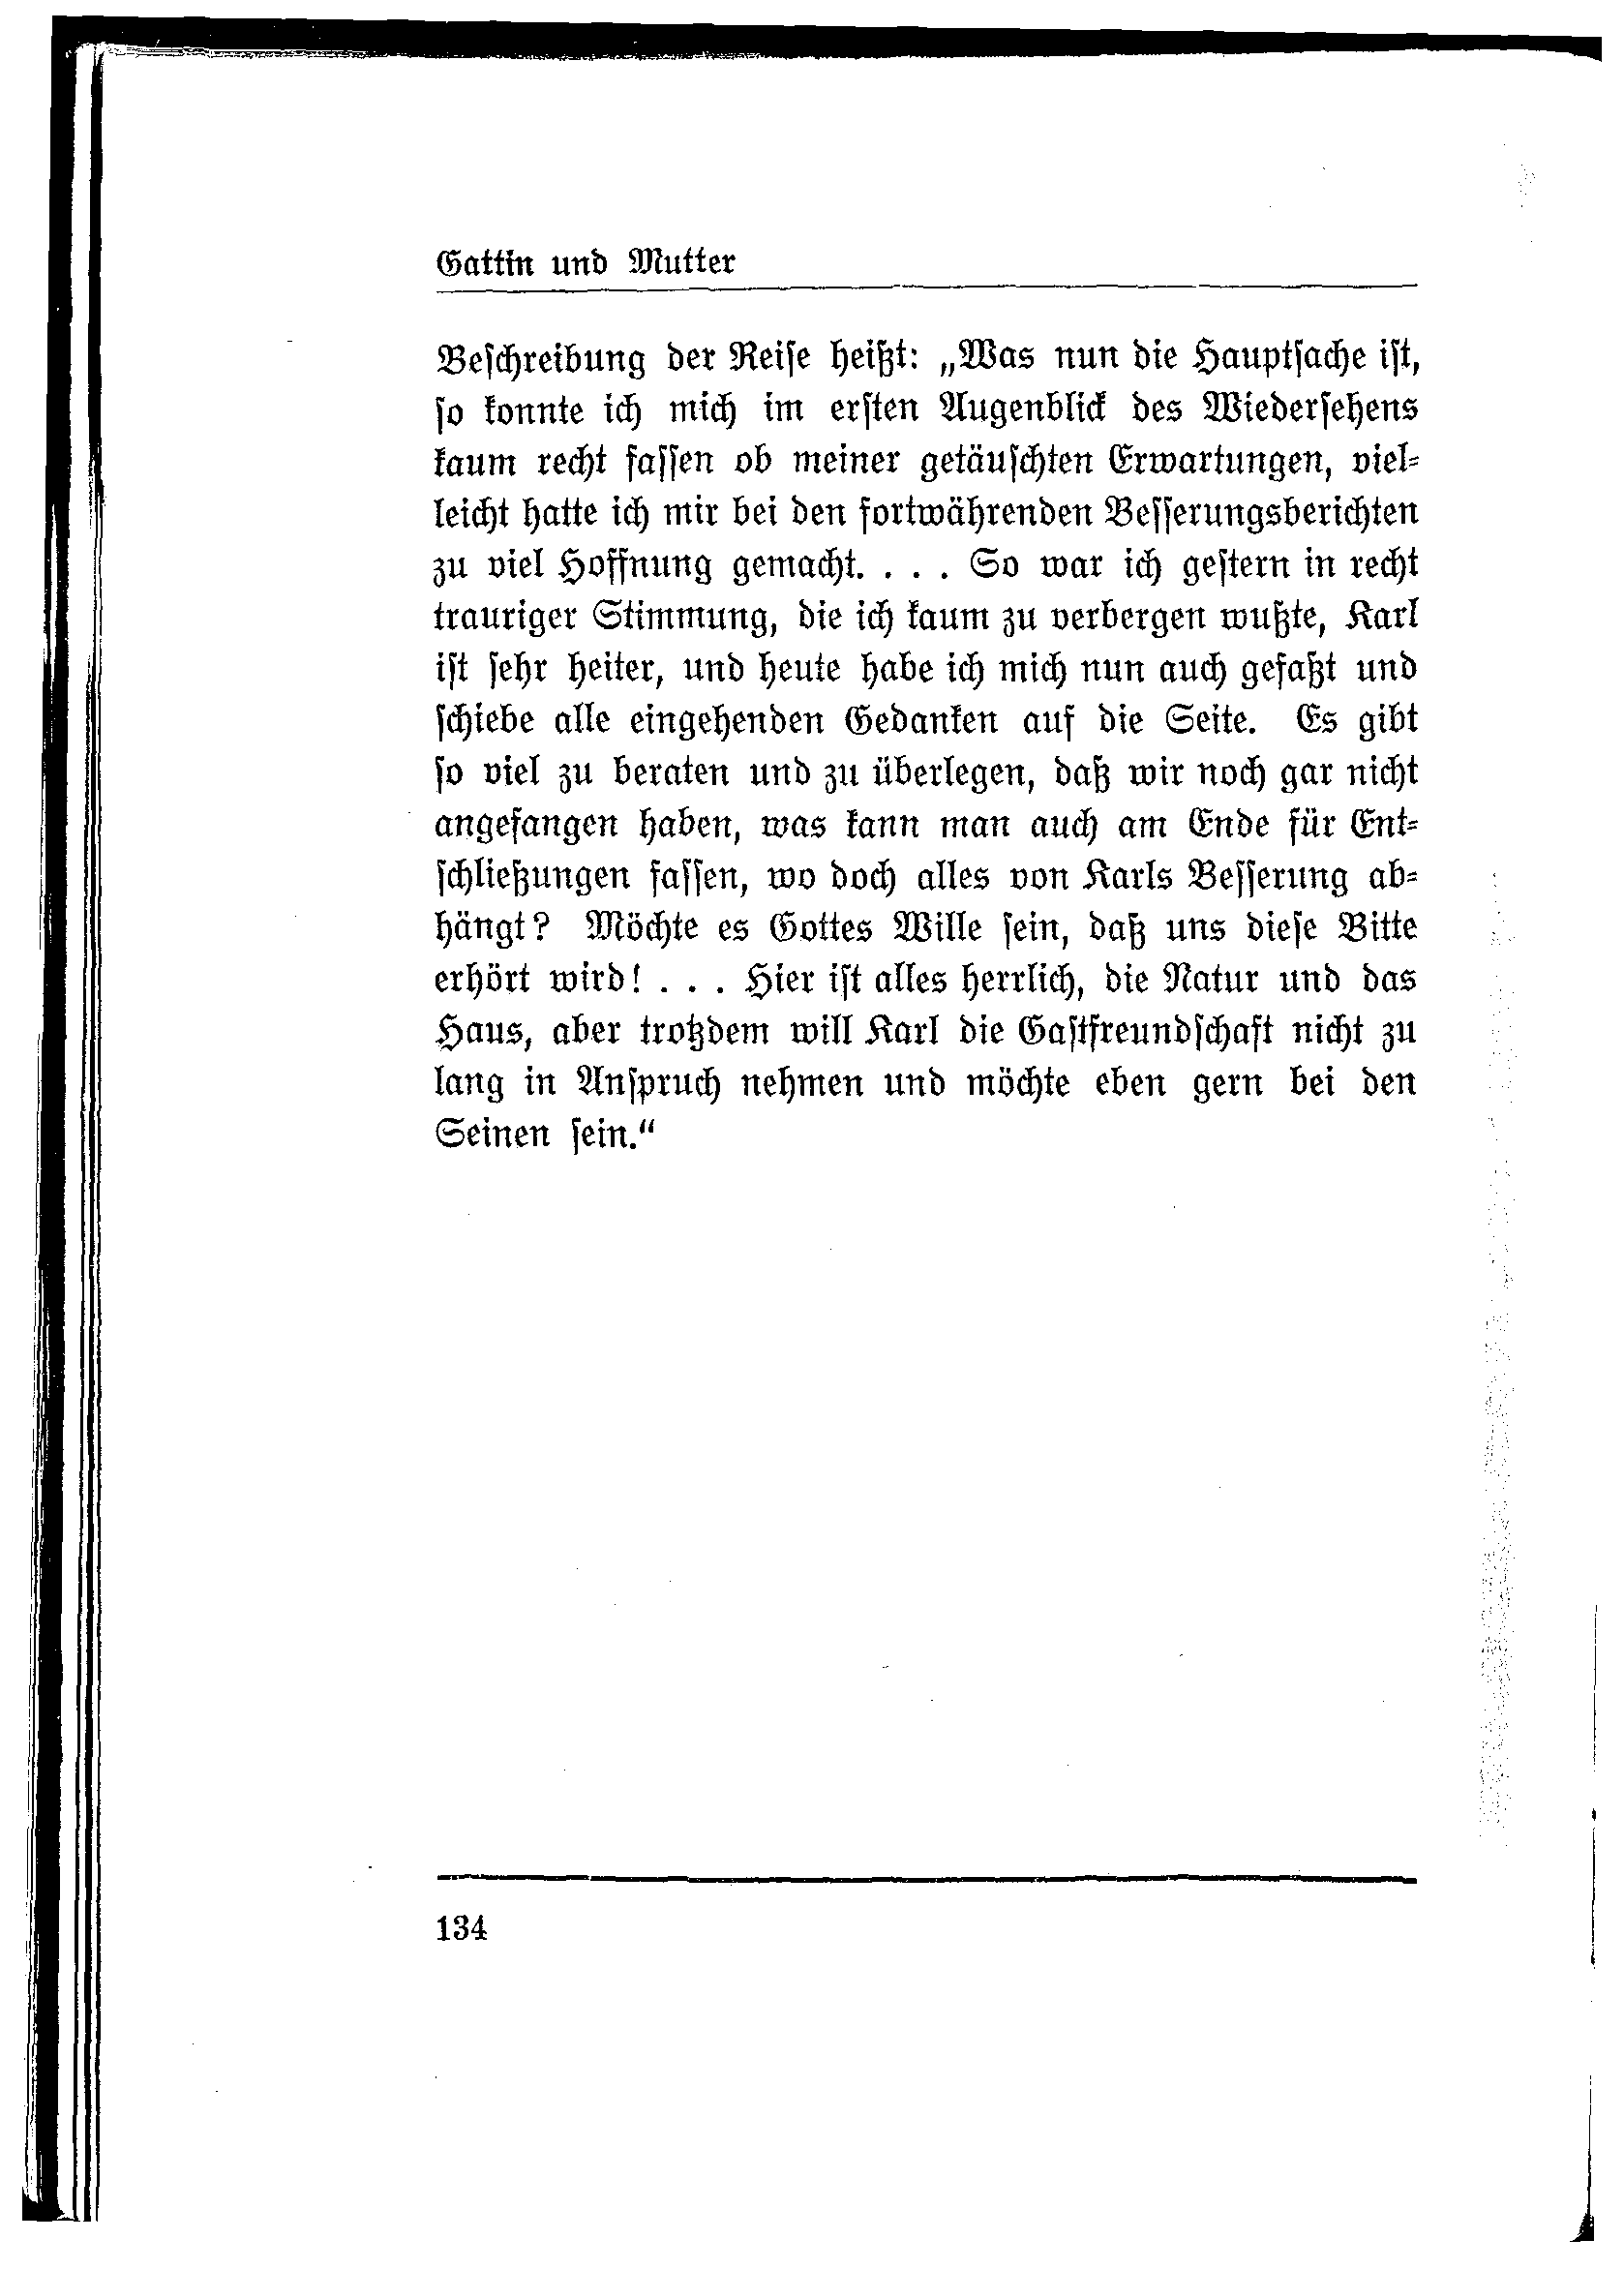 Gattin und Mutter
Beschreibung der Reise heißt: „Was nun die Hauptsache ist,
so konnte ich mich im ersten Augenblick des Wiedersehens
kaum recht fassen ob meiner getäuschten Erwartungen, viel-
leicht hatte ich mir bei den fortwährenden Besserungsberichten
zu viel Hoffnung gemacht. . . . So war ich gestern in recht
trauriger Stimmung, die ich kaum zu verbergen wußte, Karl
ist sehr heiter, und heute habe ich mich nun auch gefaßt und
schiebe alle eingehenden Gedanken auf die Seite. Es gibt
so viel zu beraten und zu überlegen, daß wir noch gar nicht
angefangen haben, was kann man auch am Ende für Ent-
schließungen fassen, wo doch alles von Karls Besserung ab-
hängt? Möchte es Gottes Wille sein, daß uns diese Bitte
erhört wird! . . . Hier ist alles herrlich, die Natur und das
Haus, aber trotzdem will Karl die Gastfreundschaft nicht zu
lang in Anspruch nehmen und möchte eben gern bei den
Seinen sein.“
134